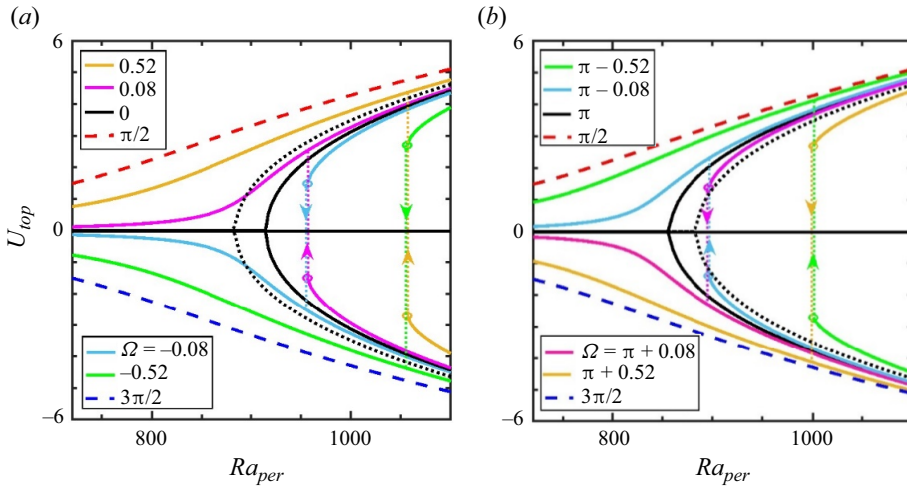 (a)
(b)
6
0.52
0.08
0
π/2
U_top
0
Ω = –0.08
–0.52
3π/2
–6
800
1000
Ra_per
6
π – 0.52
π – 0.08
π
π/2
0
Ω = π + 0.08
π + 0.52
3π/2
–6
800
1000
Ra_per